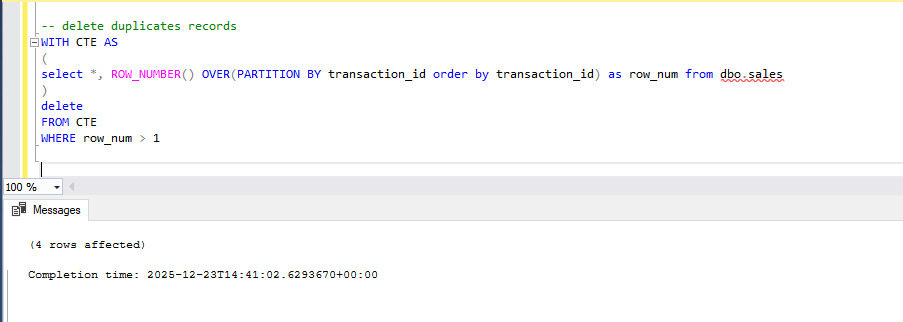 -- delete duplicates records
WITH CTE AS
(
select *, ROW_NUMBER() OVER(PARTITION BY transaction_id order by transaction_id) as row_num from dbo.sales
)
delete
FROM CTE
WHERE row_num > 1
100 %
Messages
(4 rows affected)
Completion time: 2025-12-23T14:41:02.6293670+00:00